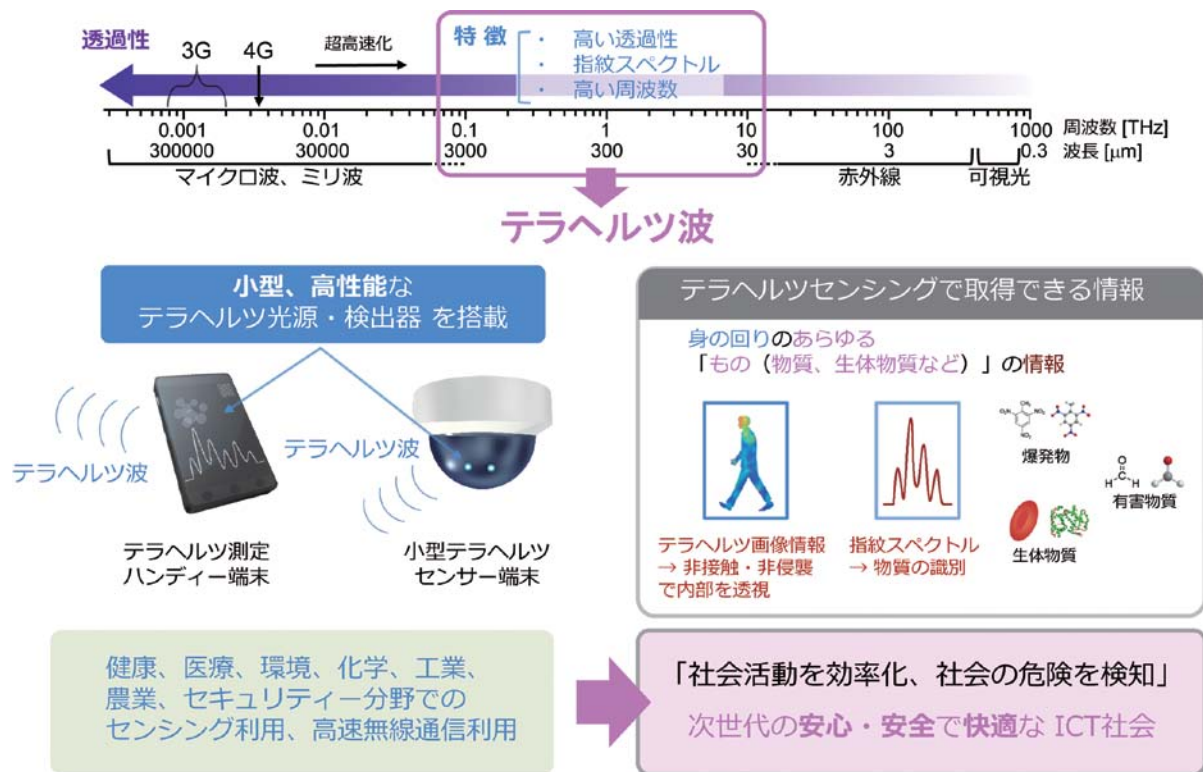 透過性
3G 4G 超高速化
特 徴
・ 高い透過性
・ 指紋スペクトル
・ 高い周波数
0.001 0.01 0.1 1 10 100 1000 周波数 [THz]
300000 30000 3000 300 30 3 0.3 波長 [μm]
マイクロ波、ミリ波 赤外線 可視光
テラヘルツ波
小型、高性能な
テラヘルツ光源・検出器 を搭載
テラヘルツ波
テラヘルツ波
テラヘルツ測定
ハンディー端末
小型テラヘルツ
センサー端末
テラヘルツセンシングで取得できる情報
身の回りのあらゆる
「もの（物質、生体物質など）」の情報
テラヘルツ画像情報
→ 非接触・非侵襲
で内部を透視
指紋スペクトル
→ 物質の識別
O₂N CH₃ NO₂
NO₂
爆発物
O
C
H H
有害物質
生体物質
健康、医療、環境、化学、工業、
農業、セキュリティー分野での
センシング利用、高速無線通信利用
「社会活動を効率化、社会の危険を検知」
次世代の安心・安全で快適な ICT社会